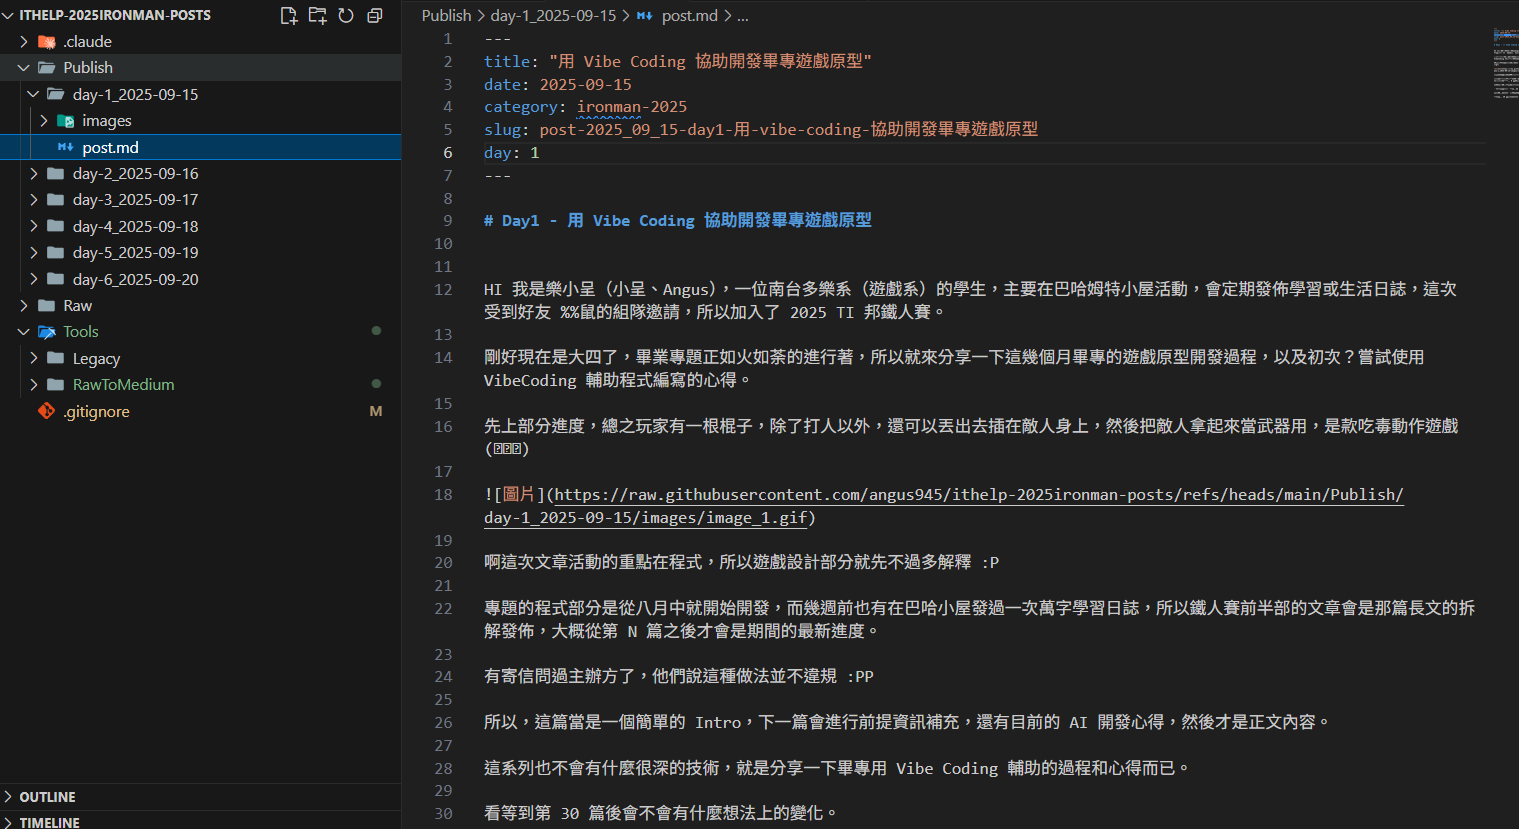 ITHELP-2025IRONMAN-POSTS
.claude
Publish
day-1_2025-09-15
images
post.md
day-2_2025-09-16
day-3_2025-09-17
day-4_2025-09-18
day-5_2025-09-19
day-6_2025-09-20
Raw
Tools
Legacy
RawToMedium
.gitignore M
OUTLINE
TIMELINE
Publish > day-1_2025-09-15 > post.md > ...
1 ---
2 title: "用 Vibe Coding 協助開發畢專遊戲原型"
3 date: 2025-09-15
4 category: ironman-2025
5 slug: post-2025_09_15-day1-用-vibe-coding-協助開發畢專遊戲原型
6 day: 1
7 ---
8
9 # Day1 - 用 Vibe Coding 協助開發畢專遊戲原型
10
11
12 HI 我是樂小呈（小呈、Angus），一位南台多樂系（遊戲系）的學生，主要在巴哈姆特小屋活動，會定期發佈學習或生活日誌，這次
受到好友 %%鼠的組隊邀請，所以加入了 2025 TI 邦鐵人賽。
13
14 剛好現在是大四了，畢業專題正如火如荼的進行著，所以就來分享一下這幾個月畢專的遊戲原型開發過程，以及初次？嘗試使用
VibeCoding 輔助程式編寫的心得。
15
16 先上部分進度，總之玩家有一根棍子，除了打人以外，還可以丟出去插在敵人身上，然後把敵人拿起來當武器用，是款吃毒動作遊戲
()
17
18 ![圖片](https://raw.githubusercontent.com/angus945/ithelp-2025ironman-posts/refs/heads/main/Publish/
day-1_2025-09-15/images/image_1.gif)
19
20 啊這次文章活動的重點在程式，所以遊戲設計部分就先不過多解釋 :P
21
22 專題的程式部分是從八月中就開始開發，而幾週前也有在巴哈小屋發過一次萬字學習日誌，所以鐵人賽前半部的文章會是那篇長文的拆
解發佈，大概從第 N 篇之後才會是期間的最新進度。
23
24 有寄信問過主辦方了，他們說這種做法並不違規 :PP
25
26 所以，這篇當是一個簡單的 Intro，下一篇會進行前提資訊補充，還有目前的 AI 開發心得，然後才是正文內容。
27
28 這系列也不會有什麼很深的技術，就是分享一下畢專用 Vibe Coding 輔助的過程和心得而已。
29
30 看等到第 30 篇後會不會有什麼想法上的變化。